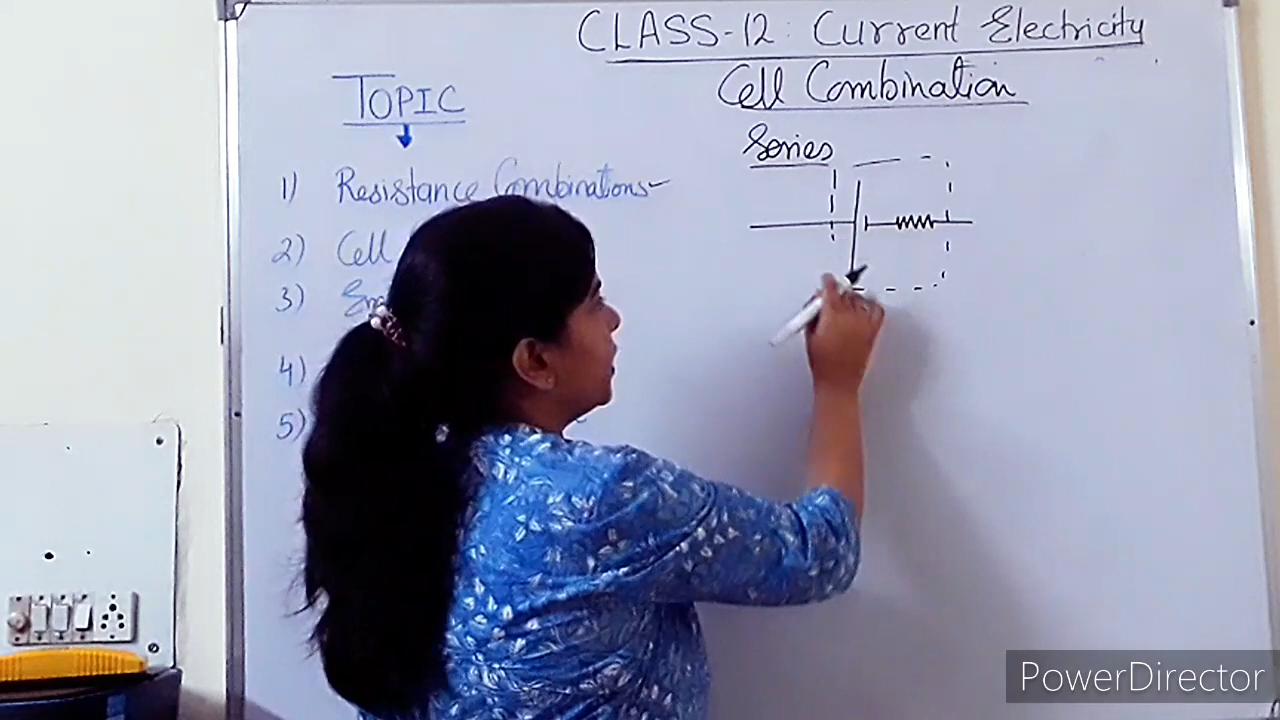 CLASS-12: Current Electricity
Cell Combination
TOPIC
Series
1) Resistance Combinations
2) Cell
3)
4)
5)
PowerDirector